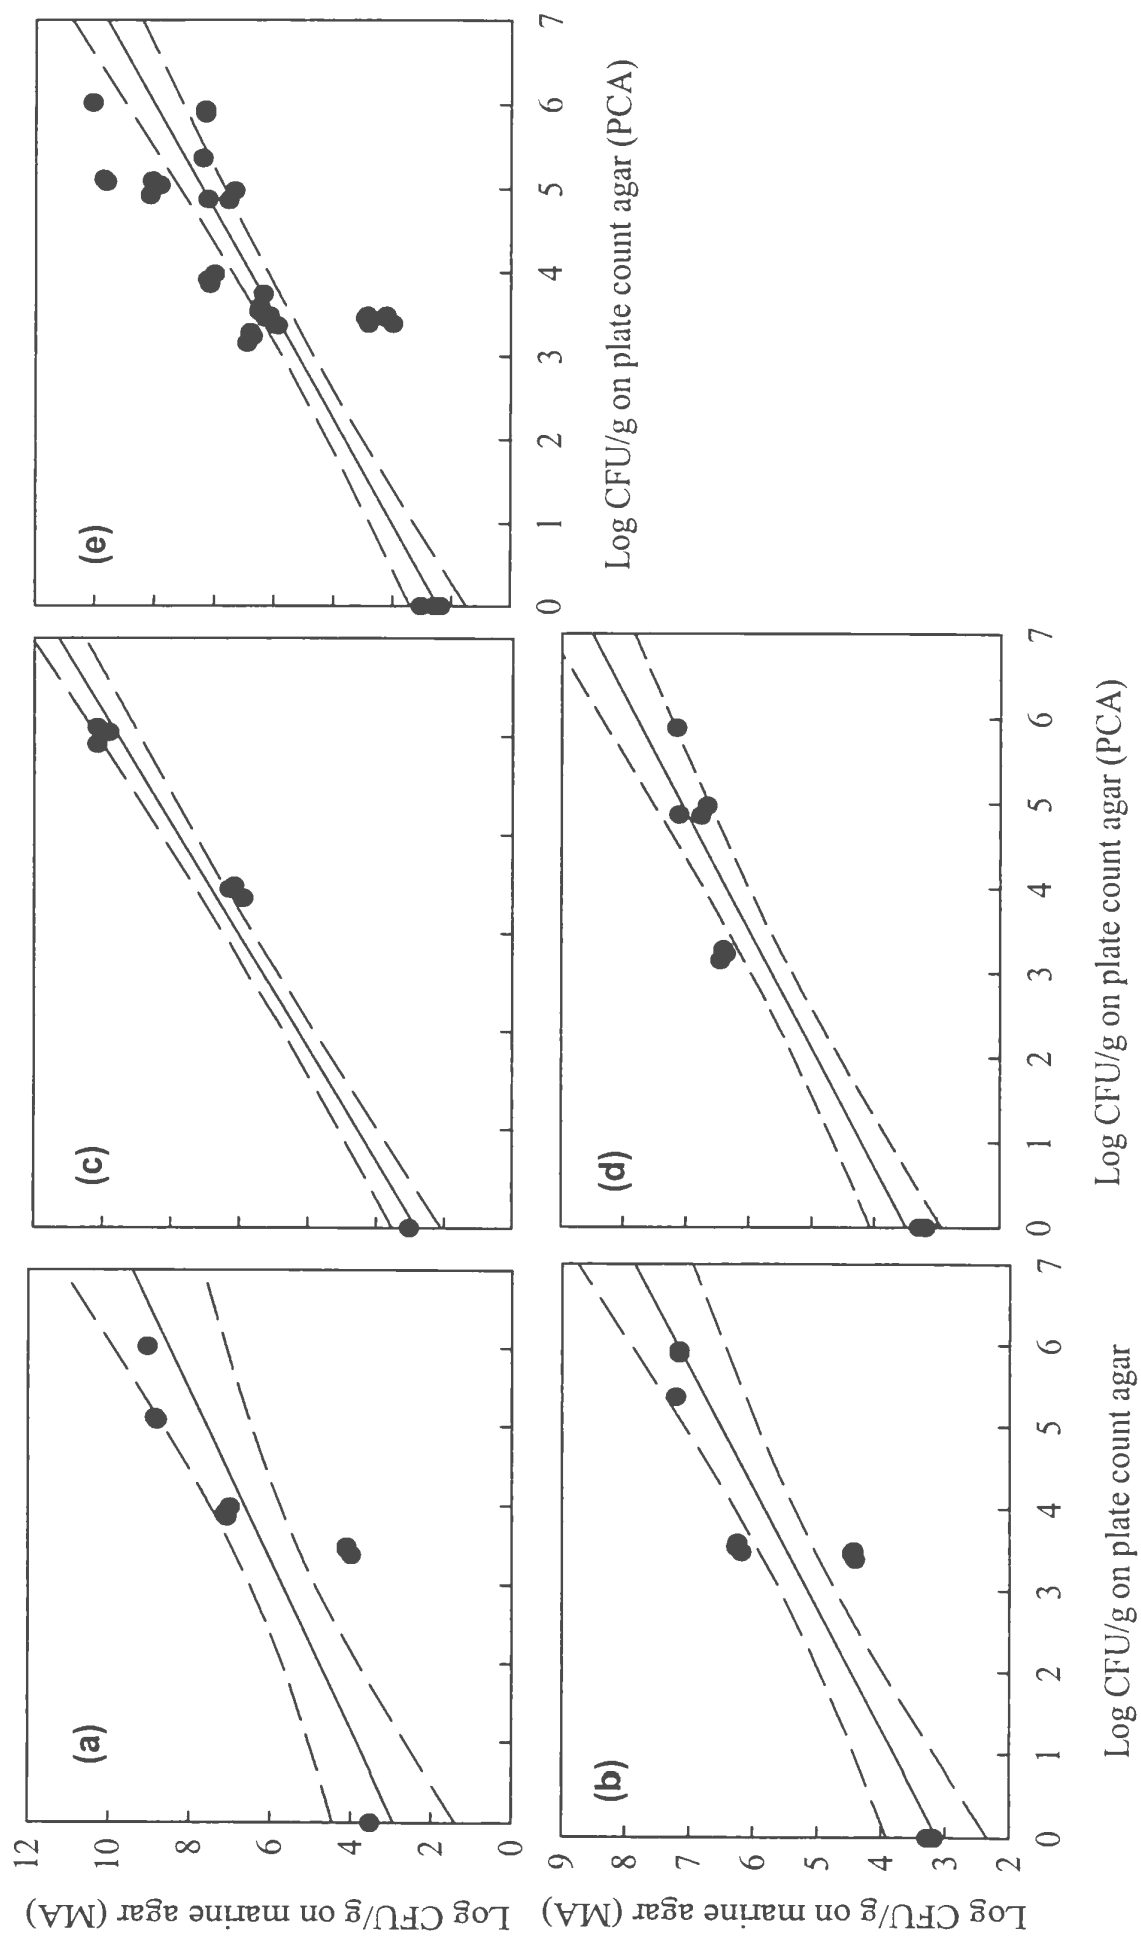 (a)
(c)
(e)
12
10
8
6
4
2
0
Log CFU/g on marine agar (MA)
0 1 2 3 4 5 6 7
Log CFU/g on plate count agar (PCA)
(b)
(d)
9
8
7
6
5
4
3
2
Log CFU/g on marine agar (MA)
0 1 2 3 4 5 6 7
Log CFU/g on plate count agar
0 1 2 3 4 5 6 7
Log CFU/g on plate count agar (PCA)